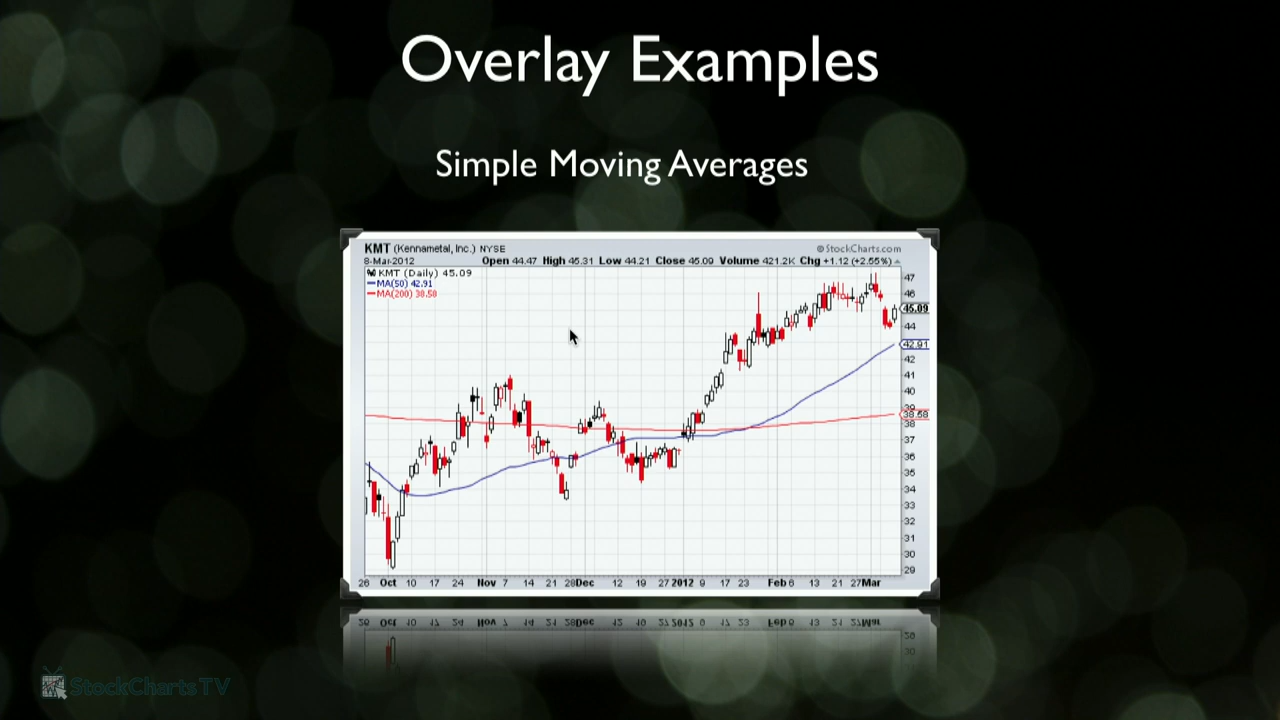 Overlay Examples
Simple Moving Averages
KMT (Kennametal, Inc.) NYSE © StockCharts.com
8-Mar-2012 Open 44.47 High 45.31 Low 44.21 Close 45.09 Volume 421.2K Chg +1.12 (+2.55%)
KMT (Daily) 45.09
MA(50) 42.91
MA(200) 38.58
47
46
45.09
44
42.91
42
41
40
39
38.58
38
37
36
35
34
33
32
31
30
29
26 Oct 10 17 24 Nov 7 14 21 28 Dec 12 19 27 2012 9 17 23 Feb 6 13 21 27 Mar
StockCharts TV